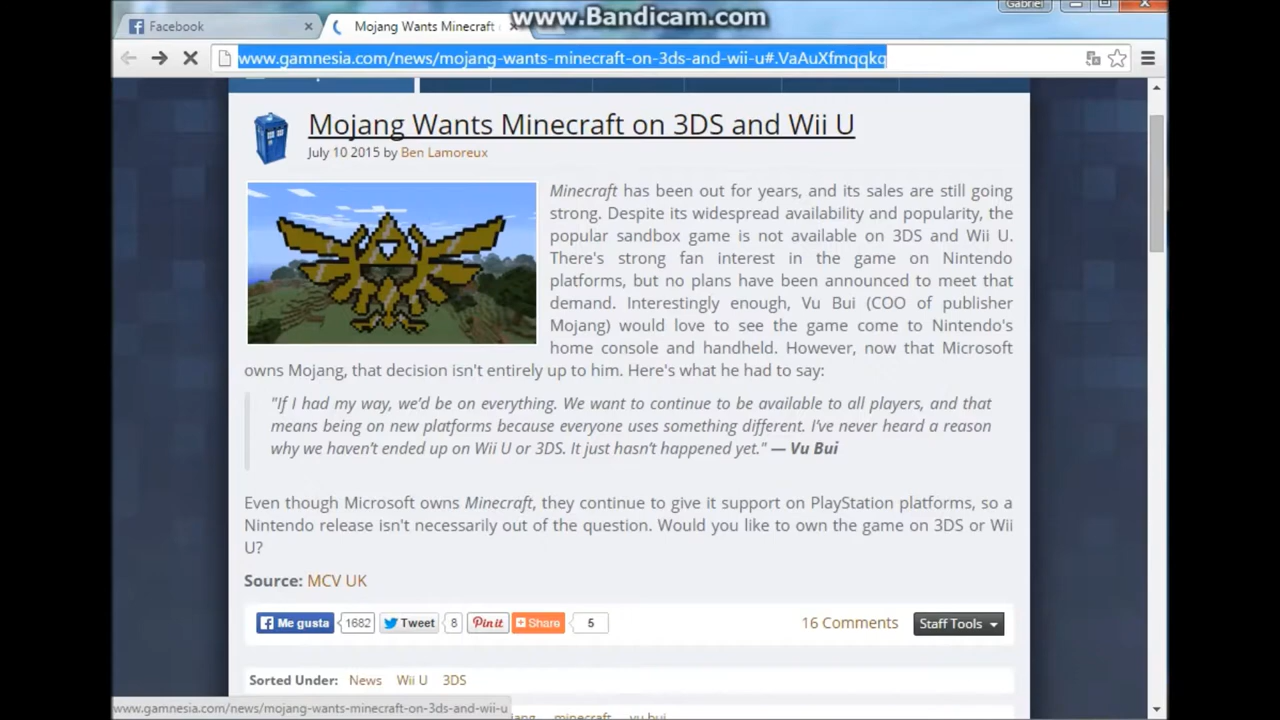 Gabriel
www.Bandicam.com
Facebook
Mojang Wants Minecraft
www.gamnesia.com/news/mojang-wants-minecraft-on-3ds-and-wii-u#.VaAuXfmqqkq
Mojang Wants Minecraft on 3DS and Wii U
July 10 2015 by Ben Lamoreux
Minecraft has been out for years, and its sales are still going
strong. Despite its widespread availability and popularity, the
popular sandbox game is not available on 3DS and Wii U.
There's strong fan interest in the game on Nintendo
platforms, but no plans have been announced to meet that
demand. Interestingly enough, Vu Bui (COO of publisher
Mojang) would love to see the game come to Nintendo's
home console and handheld. However, now that Microsoft
owns Mojang, that decision isn't entirely up to him. Here's what he had to say:
"If I had my way, we'd be on everything. We want to continue to be available to all players, and that
means being on new platforms because everyone uses something different. I've never heard a reason
why we haven't ended up on Wii U or 3DS. It just hasn't happened yet." — Vu Bui
Even though Microsoft owns Minecraft, they continue to give it support on PlayStation platforms, so a
Nintendo release isn't necessarily out of the question. Would you like to own the game on 3DS or Wii
U?
Source: MCV UK
Me gusta 1682 Tweet 8 Pin it Share 5 16 Comments Staff Tools
Sorted Under: News Wii U 3DS
www.gamnesia.com/news/mojang-wants-minecraft-on-3ds-and-wii-u
minecraft vu bui